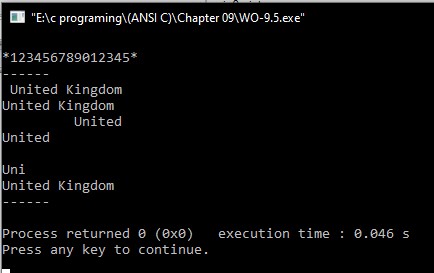 "E:\c programing\(ANSI C)\Chapter 09\WO-9.5.exe"
*123456789012345*
------
 United Kingdom
United Kingdom
         United
United
Uni
United Kingdom
------
Process returned 0 (0x0)   execution time : 0.046 s
Press any key to continue.